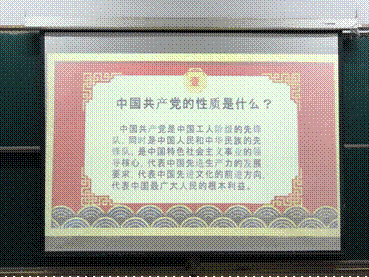 壹
中国共产党的性质是什么？
中国共产党是中国工人阶级的先锋
队，同时是中国人民和中华民族的先
锋队，是中国特色社会主义事业的领
导核心，代表中国先进生产力的发展
要求，代表中国先进文化的前进方向，
代表中国最广大人民的根本利益。